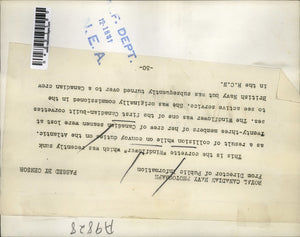 A9828
ROYAL CANADIAN NAVY PHOTOGRAPH
From Director of Public Information
PASSED BY CENSOR
This is the corvette "Windflower" which was recently sunk
as a result of collision while on convoy duties on the Atlantic.
Twenty-three members of her crew of Canadian seamen were lost at
sea. The Windflower was one of the first Canadian-built corvettes
to see active service. She was originally commissioned in the
British Navy but was subsequently turned over to a Canadian crew
in the R.C.N.
-30-
F. DEPT.
N.E.A.